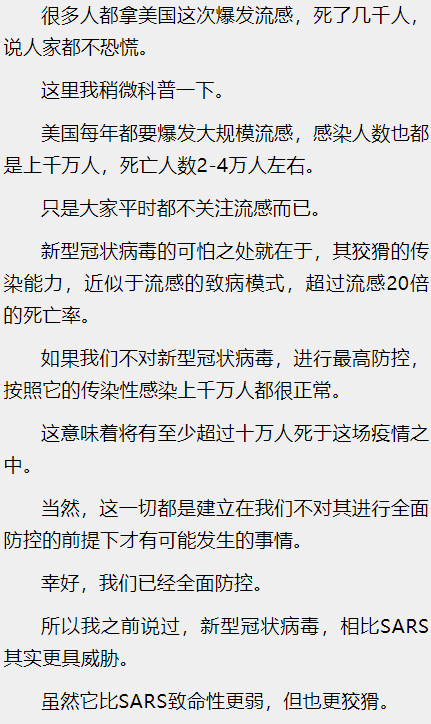 很多人都拿美国这次爆发流感，死了几千人，
说人家都不恐慌。
这里我稍微科普一下。
美国每年都要爆发大规模流感，感染人数也都
是上千万人，死亡人数2-4万人左右。
只是大家平时都不关注流感而已。
新型冠状病毒的可怕之处就在于，其狡猾的传
染能力，近似于流感的致病模式，超过流感20倍
的死亡率。
如果我们不对新型冠状病毒，进行最高防控，
按照它的传染性感染上千万人都很正常。
这意味着将有至少超过十万人死于这场疫情之
中。
当然，这一切都是建立在我们不对其进行全面
防控的前提下才有可能发生的事情。
幸好，我们已经全面防控。
所以我之前说过，新型冠状病毒，相比SARS
其实更具威胁。
虽然它比SARS致命性更弱，但也更狡猾。